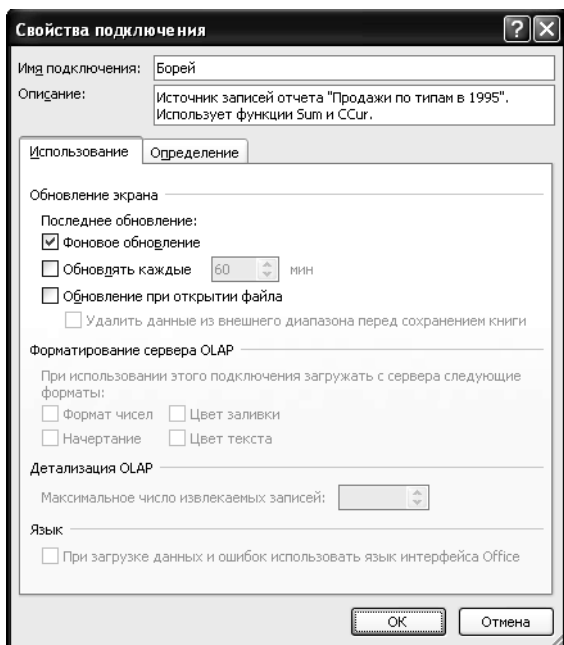 Свойства подключения
Имя подключения: Борей
Описание: Источник записей отчета "Продажи по типам в 1995".
Использует функции Sum и CCur.
Использование Определение
Обновление экрана
Последнее обновление:
Фоновое обновление
Обновлять каждые 60 мин
Обновление при открытии файла
Удалить данные из внешнего диапазона перед сохранением книги
Форматирование сервера OLAP
При использовании этого подключения загружать с сервера следующие
форматы:
Формат чисел Цвет заливки
Начертание Цвет текста
Детализация OLAP
Максимальное число извлекаемых записей:
Язык
При загрузке данных и ошибок использовать язык интерфейса Office
ОК Отмена